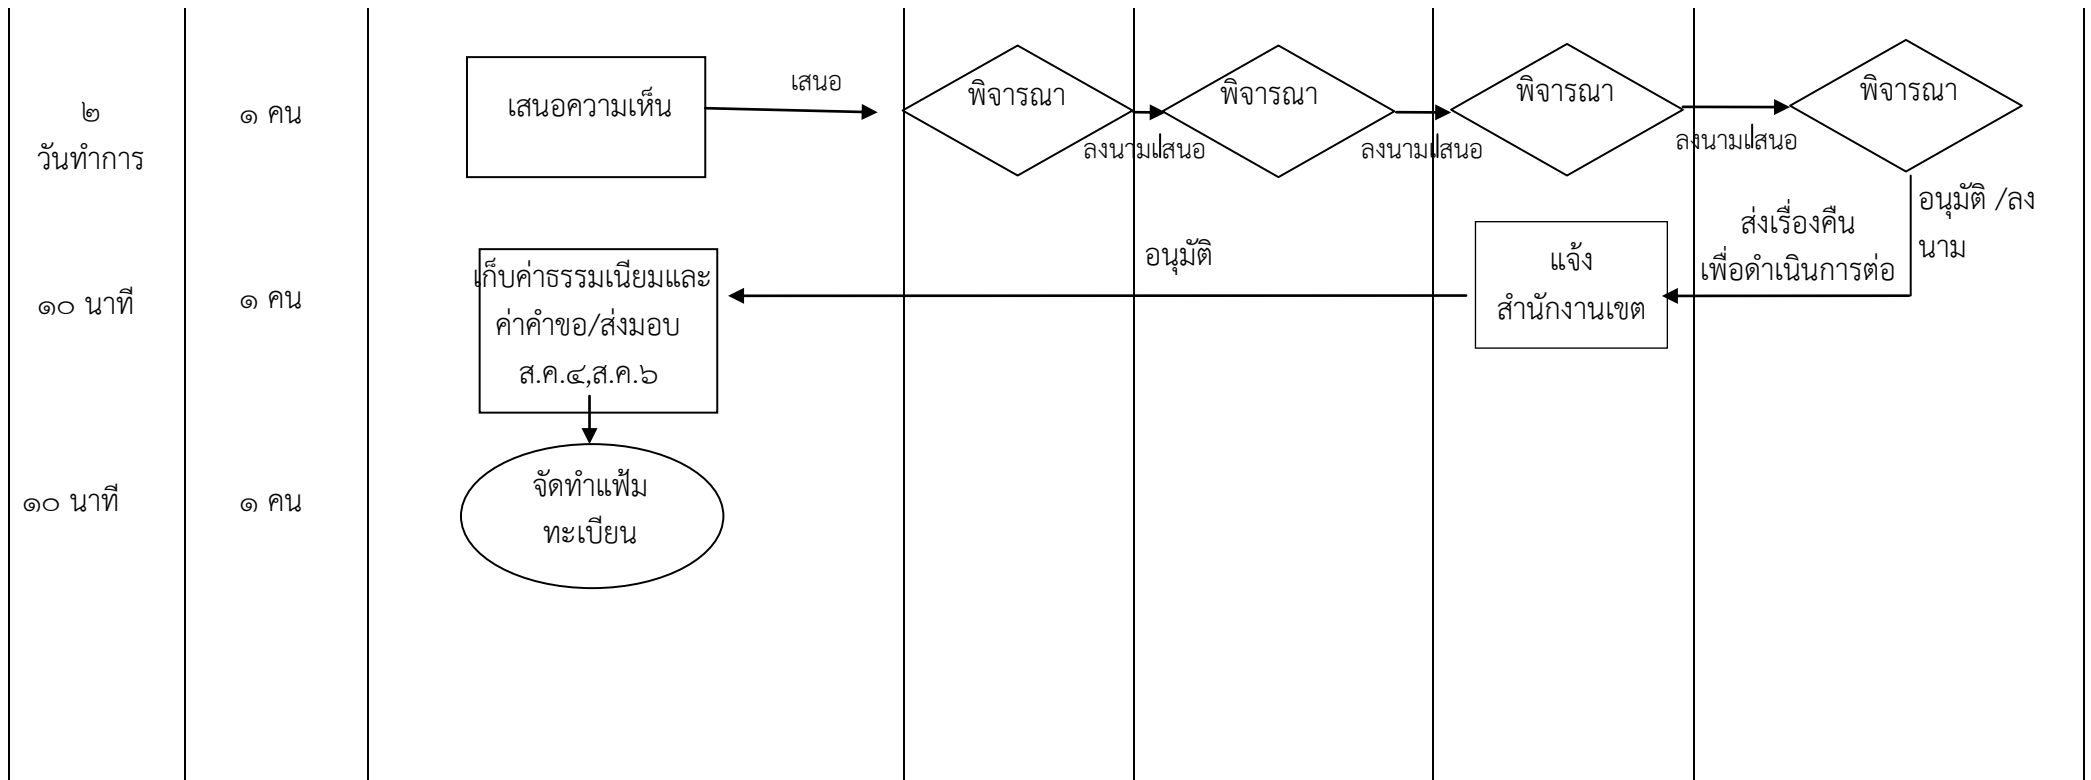 ๒
วันทำการ
๑ คน
เสนอความเห็น
เสนอ
พิจารณา
ลงนามเสนอ
พิจารณา
ลงนามเสนอ
พิจารณา
ลงนามเสนอ
พิจารณา
อนุมัติ /ลง
นาม
ส่งเรื่องคืน
เพื่อดำเนินการต่อ
แจ้ง
สำนักงานเขต
อนุมัติ
๑๐ นาที
๑ คน
เก็บค่าธรรมเนียมและ
ค่าคำขอ/ส่งมอบ
ส.ค.๔,ส.ค.๖
๑๐ นาที
๑ คน
จัดทำแฟ้ม
ทะเบียน